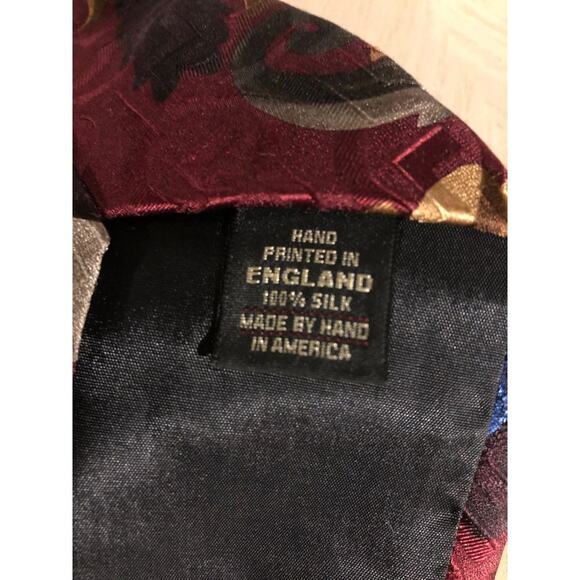 HAND
PRINTED IN
ENGLAND
100% SILK
MADE BY HAND
IN AMERICA